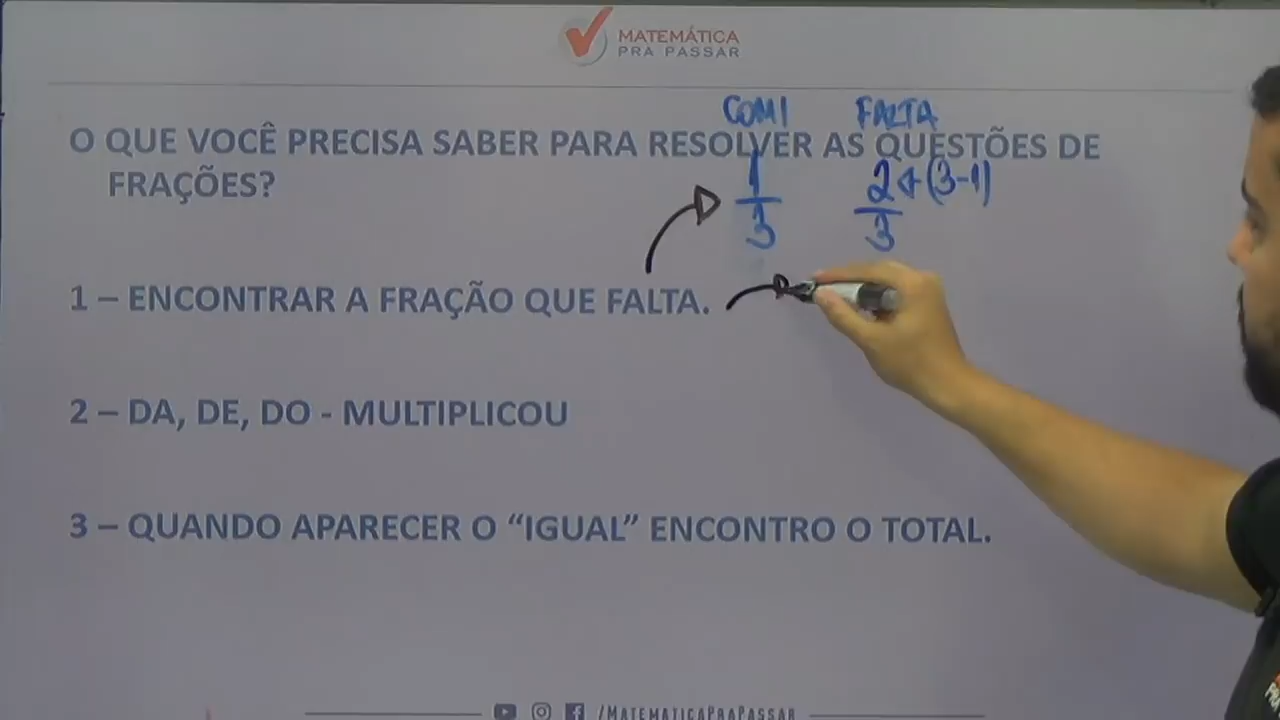 MATEMÁTICA
PRA PASSAR
COMI FALTA
O QUE VOCÊ PRECISA SABER PARA RESOLVER AS QUESTÕES DE
FRAÇÕES?
1/3 2/3 (3-1)
1 – ENCONTRAR A FRAÇÃO QUE FALTA.
2 – DA, DE, DO - MULTIPLICOU
3 – QUANDO APARECER O “IGUAL” ENCONTRO O TOTAL.
/MATEMATICAPRAPASSAR